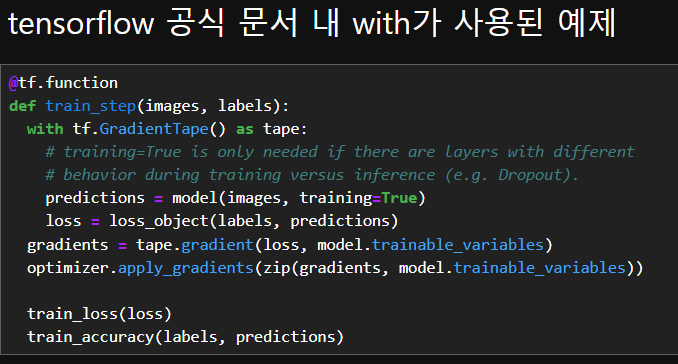 tensorflow 공식 문서 내 with가 사용된 예제
@tf.function
def train_step(images, labels):
  with tf.GradientTape() as tape:
    # training=True is only needed if there are layers with different
    # behavior during training versus inference (e.g. Dropout).
    predictions = model(images, training=True)
    loss = loss_object(labels, predictions)
  gradients = tape.gradient(loss, model.trainable_variables)
  optimizer.apply_gradients(zip(gradients, model.trainable_variables))

  train_loss(loss)
  train_accuracy(labels, predictions)